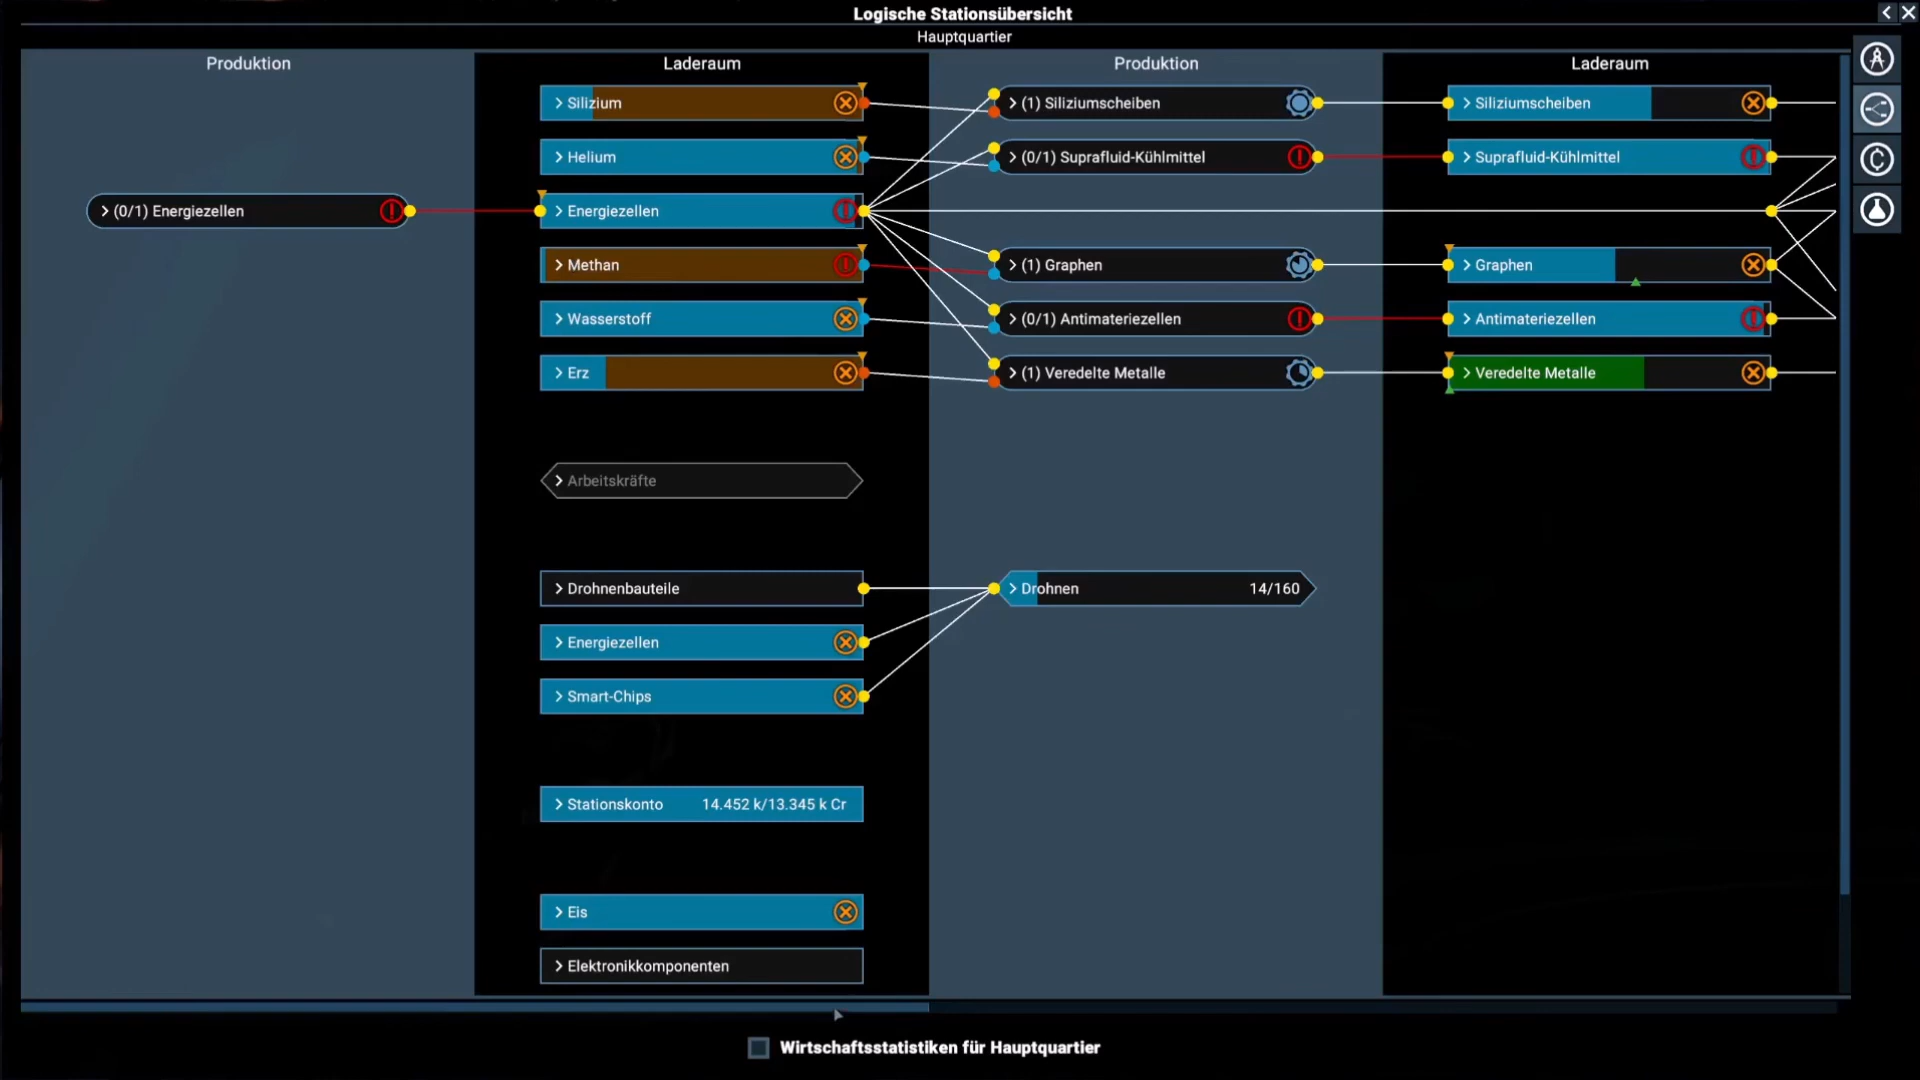 Logische Stationsübersicht
Hauptquartier
Produktion
Laderaum
Produktion
Laderaum
Silizium
(1) Siliziumscheiben
Siliziumscheiben
Helium
(0/1) Suprafluid-Kühlmittel
Suprafluid-Kühlmittel
(0/1) Energiezellen
Energiezellen
Methan
(1) Graphen
Graphen
Wasserstoff
(0/1) Antimateriezellen
Antimateriezellen
Erz
(1) Veredelte Metalle
Veredelte Metalle
Arbeitskräfte
Drohnenbauteile
Drohnen 14/160
Energiezellen
Smart-Chips
Stationskonto 14.452 k/13.345 k Cr
Eis
Elektronikkomponenten
Wirtschaftsstatistiken für Hauptquartier